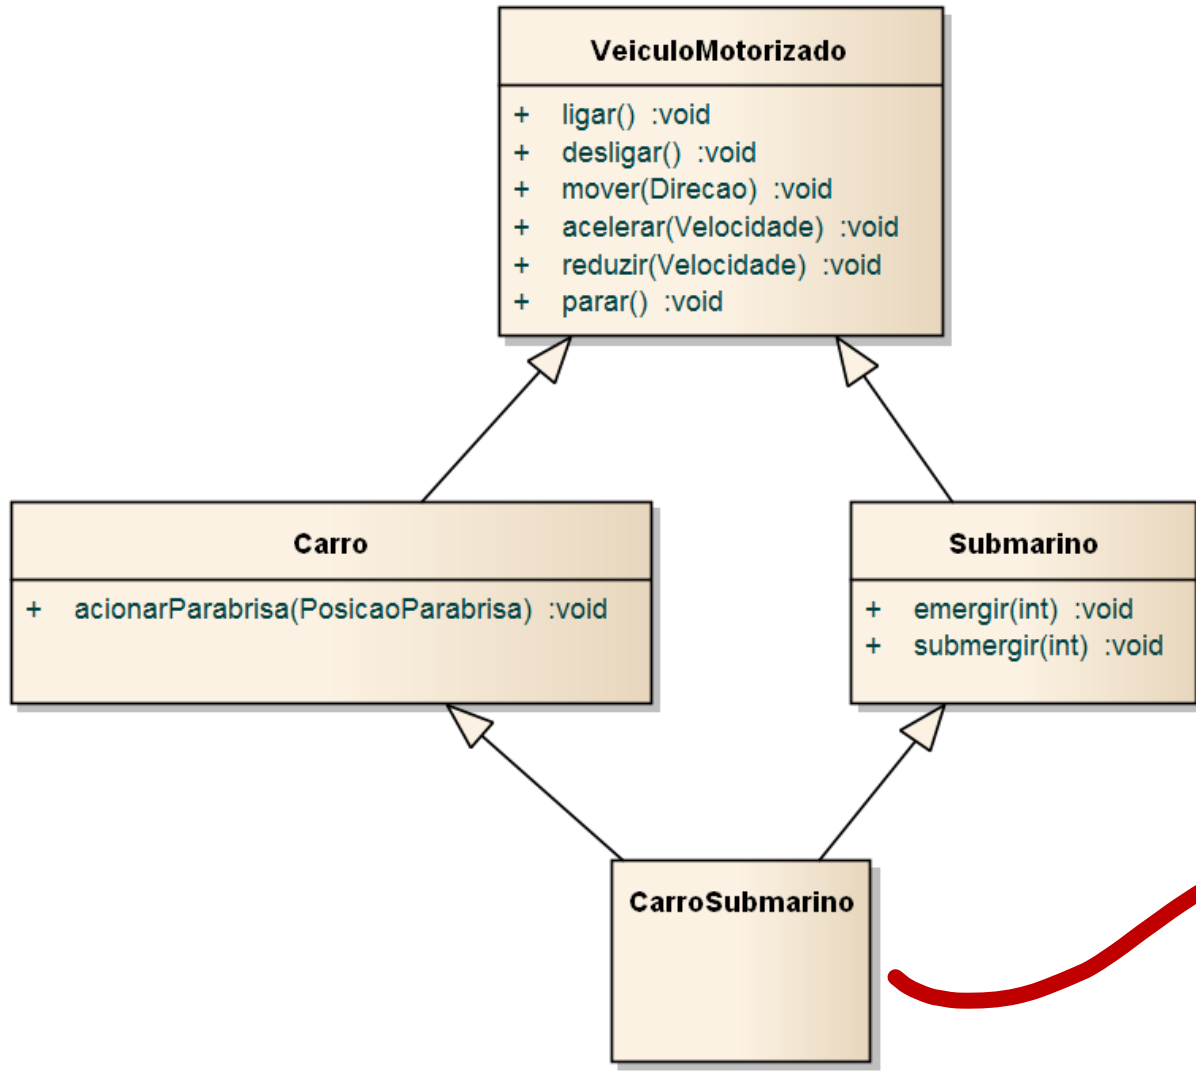 VeiculoMotorizado
+ ligar() :void
+ desligar() :void
+ mover(Direcao) :void
+ acelerar(Velocidade) :void
+ reduzir(Velocidade) :void
+ parar() :void
Carro
+ acionarParabrisa(PosicaoParabrisa) :void
Submarino
+ emergir(int) :void
+ submergir(int) :void
CarroSubmarino